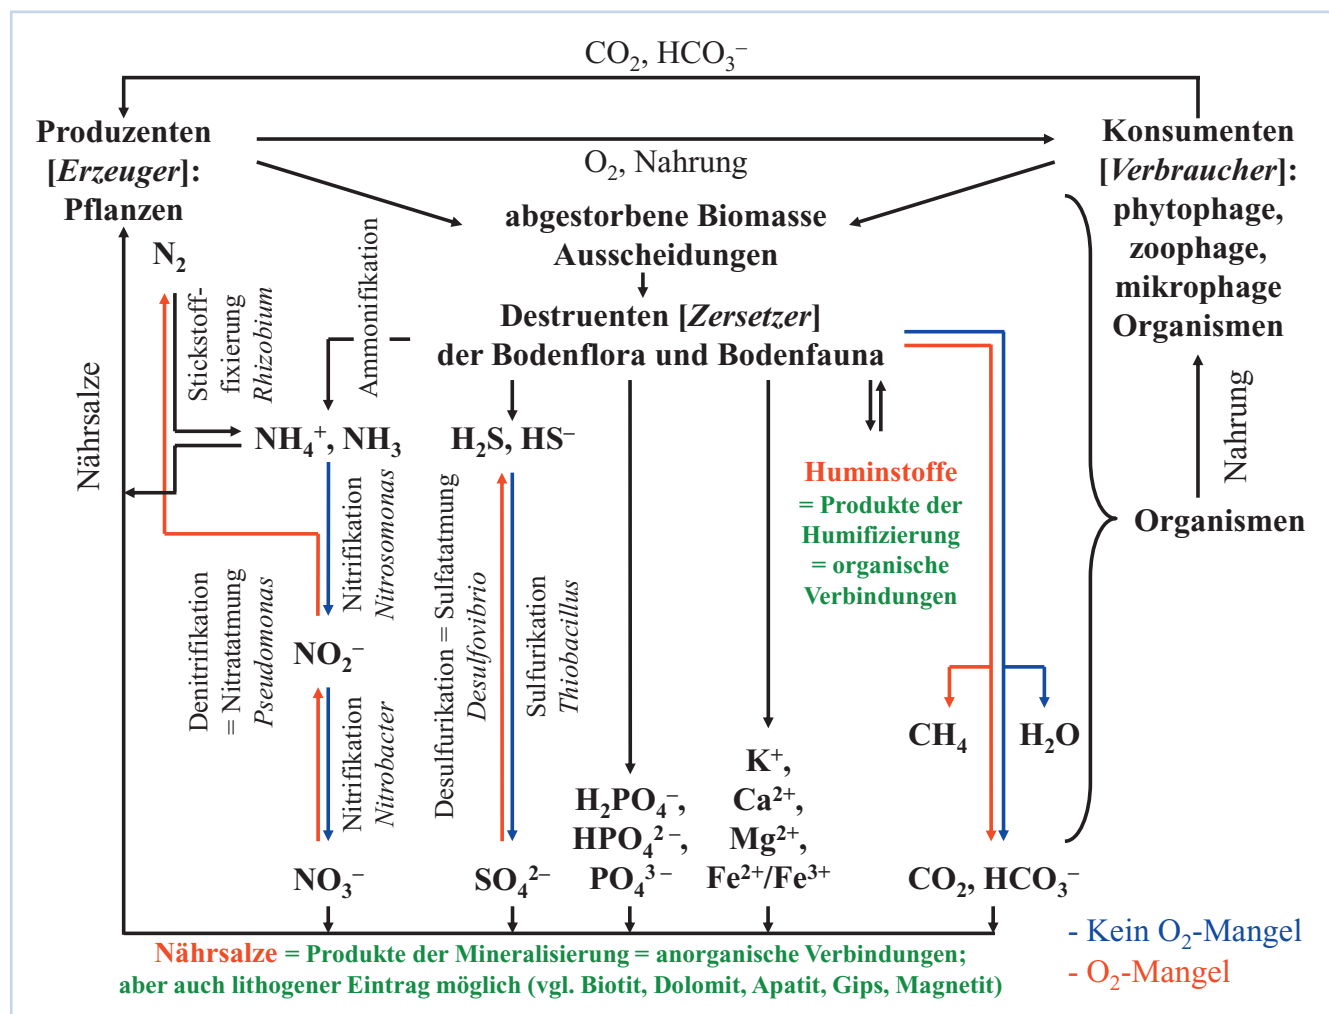 CO₂, HCO₃⁻
Produzenten
[Erzeuger]:
Pflanzen
O₂, Nahrung
Konsumenten
[Verbraucher]:
phytophage,
zoophage,
mikrophage
Organismen
abgestorbene Biomasse
Ausscheidungen
N₂
Stickstoff-
fixierung
Rhizobium
Ammonifikation
Destruenten [Zersetzer]
der Bodenflora und Bodenfauna
Nährsalze
NH₄⁺, NH₃
H₂S, HS⁻
Huminstoffe
= Produkte der
Humifizierung
= organische
Verbindungen
Nahrung
Organismen
Denitrifikation
= Nitratatmung
Pseudomonas
Nitrifikation
Nitrosomonas
NO₂⁻
Nitrifikation
Nitrobacter
Desulfurikation = Sulfatatmung
Desulfovibrio
Sulfurikation
Thiobacillus
CH₄
H₂O
NO₃⁻
SO₄²⁻
H₂PO₄⁻,
HPO₄²⁻,
PO₄³⁻
K⁺,
Ca²⁺,
Mg²⁺,
Fe²⁺/Fe³⁺
CO₂, HCO₃⁻
Nährsalze = Produkte der Mineralisierung = anorganische Verbindungen;
aber auch lithogener Eintrag möglich (vgl. Biotit, Dolomit, Apatit, Gips, Magnetit)
- Kein O₂-Mangel
- O₂-Mangel